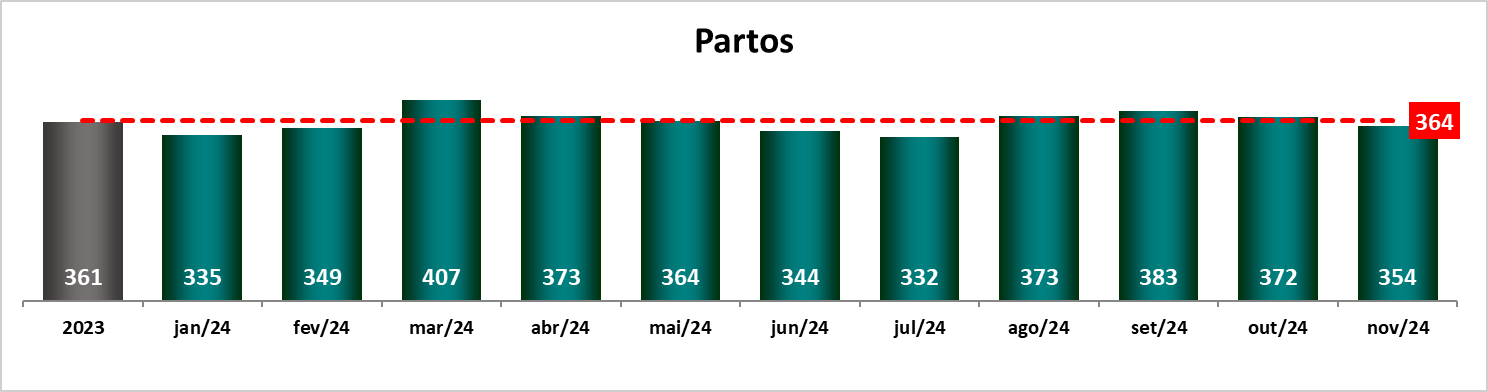 Partos
364
361 335 349 407 373 364 344 332 373 383 372 354
2023 jan/24 fev/24 mar/24 abr/24 mai/24 jun/24 jul/24 ago/24 set/24 out/24 nov/24